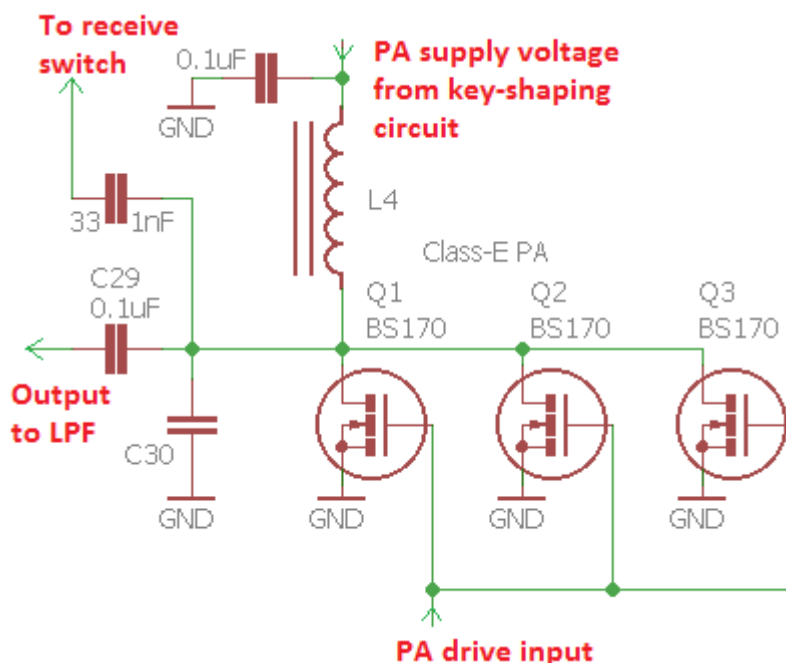 To receive
switch
0.1uF
GND
PA supply voltage
from key-shaping
circuit
L4
33
1nF
Class-E PA
C29
0.1uF
Q1
BS170
Q2
BS170
Q3
BS170
Output
to LPF
C30
GND
GND
GND
GND
PA drive input